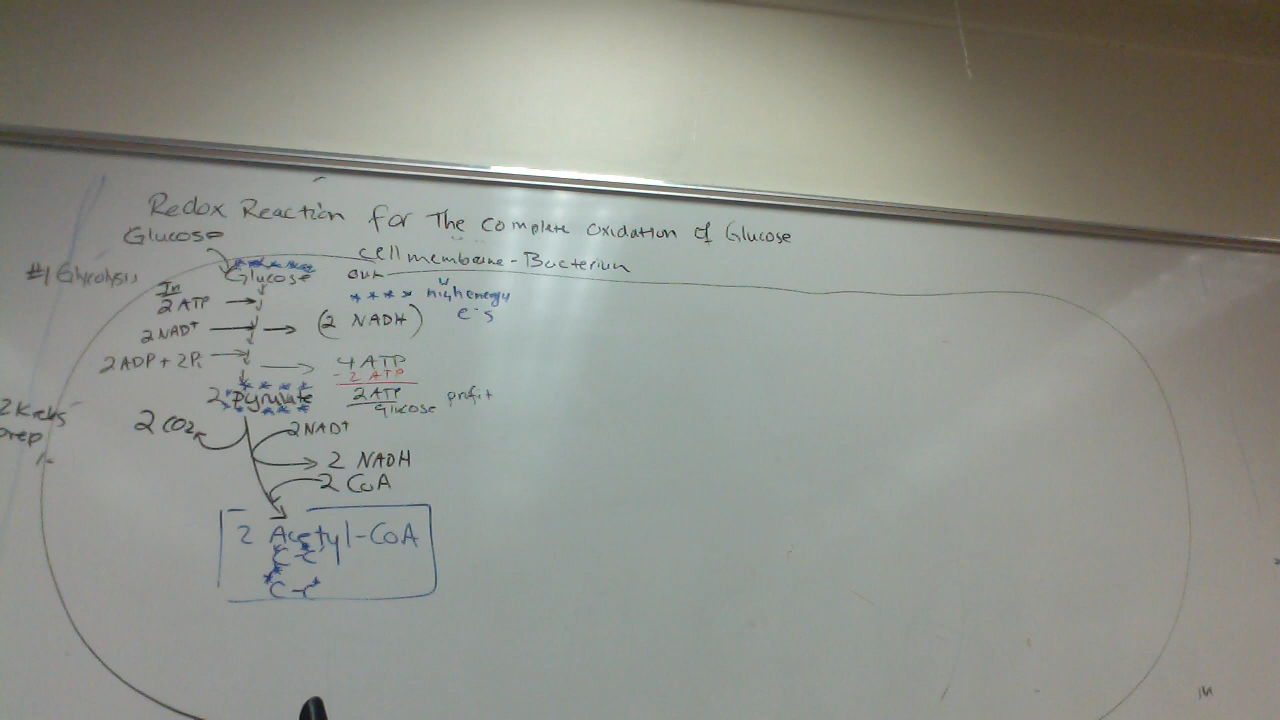 Redox Reaction for The Complete Oxidation of Glucose
Glucose
cell membrane - Bacterium
#1 Glycolysis
Glucose
out
In
2 ATP
**** high energy
e-s
2 NAD+
(2 NADH)
2 ADP + 2Pi
4 ATP
- 2 ATP
2 Pyruvate
2 ATP profit
Glucose
2 Krebs
Prep
2 CO2
2 NAD+
2 NADH
2 CoA
2 Acetyl-CoA
C-C
C-C